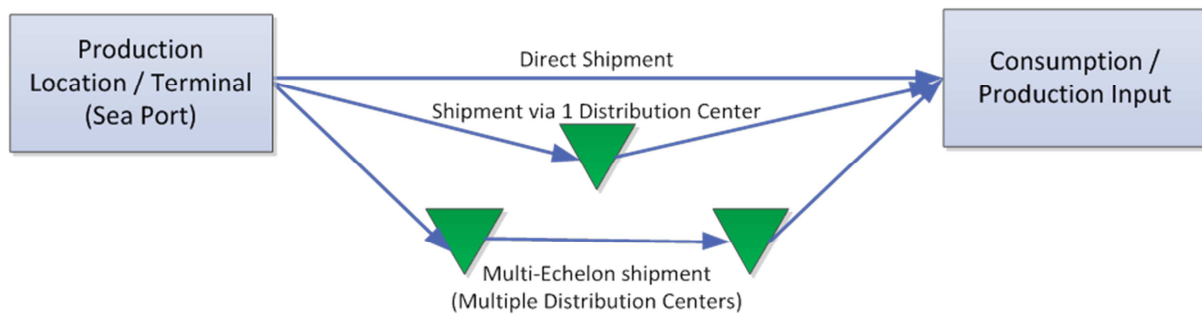 Production
Location / Terminal
(Sea Port)
Direct Shipment
Shipment via 1 Distribution Center
Multi-Echelon shipment
(Multiple Distribution Centers)
Consumption /
Production Input